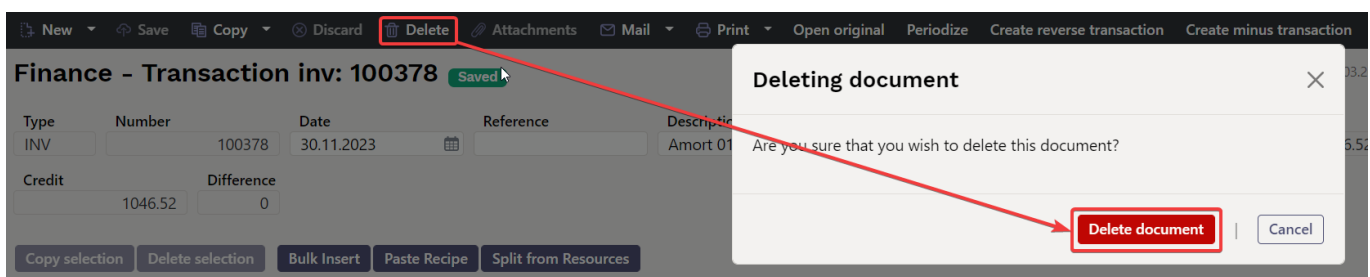 New Save Copy Discard Delete Attachments Mail Print Open original Periodize Create reverse transaction Create minus transaction
Finance - Transaction inv: 100378 Saved
Deleting document
Type Number Date Reference
INV 100378 30.11.2023 Amort 01
Are you sure that you wish to delete this document?
Credit Difference
1046.52 0
Delete document | Cancel
Copy selection Delete selection Bulk Insert Paste Recipe Split from Resources